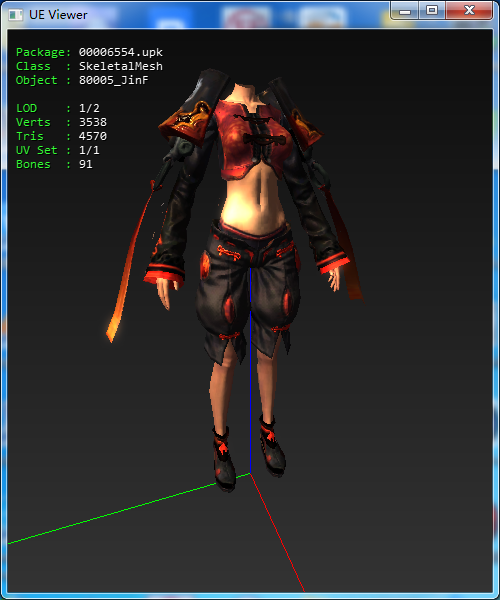 UE Viewer
Package: 00006554.upk
Class : SkeletalMesh
Object : 80005_JinF
LOD : 1/2
Verts : 3538
Tris : 4570
UV Set : 1/1
Bones : 91